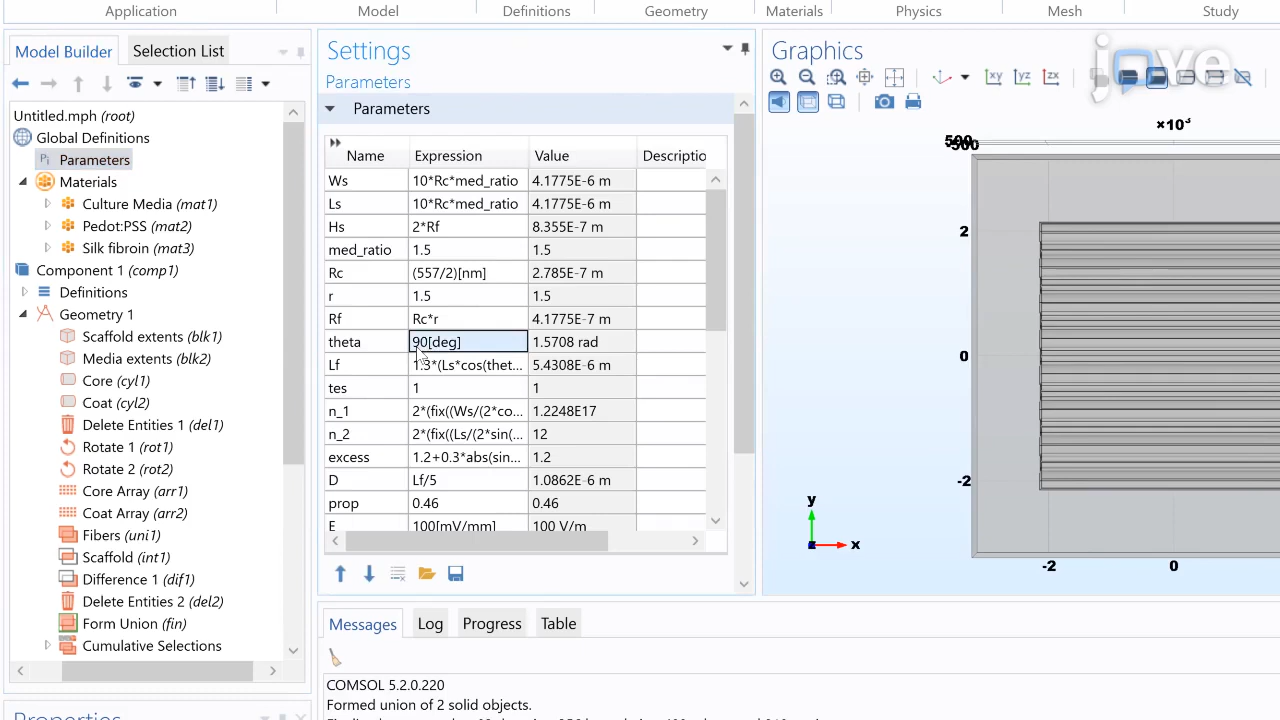 Application Model Definitions Geometry Materials Physics Mesh Study
Model Builder Selection List
Untitled.mph (root)
Global Definitions
Parameters
Materials
Culture Media (mat1)
Pedot:PSS (mat2)
Silk fibroin (mat3)
Component 1 (comp1)
Definitions
Geometry 1
Scaffold extents (blk1)
Media extents (blk2)
Core (cyl1)
Coat (cyl2)
Delete Entities 1 (del1)
Rotate 1 (rot1)
Rotate 2 (rot2)
Core Array (arr1)
Coat Array (arr2)
Fibers (uni1)
Scaffold (int1)
Difference 1 (dif1)
Delete Entities 2 (del2)
Form Union (fin)
Cumulative Selections
Properties
Settings
Parameters
Parameters
Name Expression Value Descriptio
Ws 10*Rc*med_ratio 4.1775E-6 m
Ls 10*Rc*med_ratio 4.1775E-6 m
Hs 2*Rf 8.355E-7 m
med_ratio 1.5 1.5
Rc (557/2)[nm] 2.785E-7 m
r 1.5 1.5
Rf Rc*r 4.1775E-7 m
theta 90[deg] 1.5708 rad
Lf 1.3*(Ls*cos(thet... 5.4308E-6 m
tes 1 1
n_1 2*(fix((Ws/(2*co... 1.2248E17
n_2 2*(fix((Ls/(2*sin(... 12
excess 1.2+0.3*abs(sin... 1.2
D Lf/5 1.0862E-6 m
prop 0.46 0.46
E 100[mV/mm] 100 V/m
Messages Log Progress Table
COMSOL 5.2.0.220
Formed union of 2 solid objects.
Graphics
jove
xy yz zx
2
0
-2
-2 0
y
x